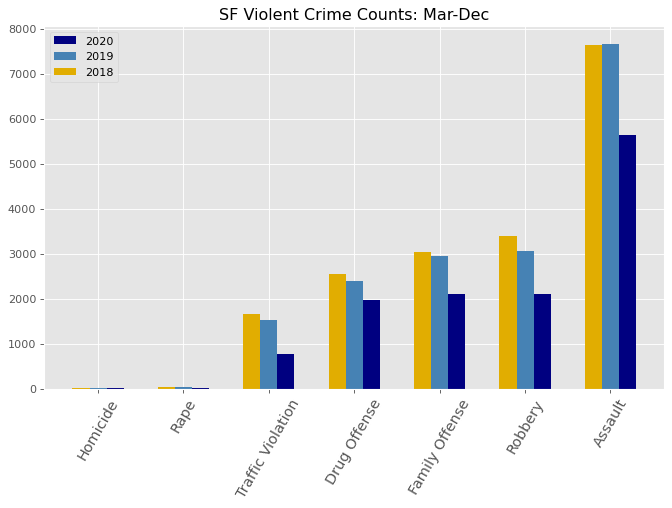 SF Violent Crime Counts: Mar-Dec
2020
2019
2018
8000
7000
6000
5000
4000
3000
2000
1000
0
Homicide
Rape
Traffic Violation
Drug Offense
Family Offense
Robbery
Assault